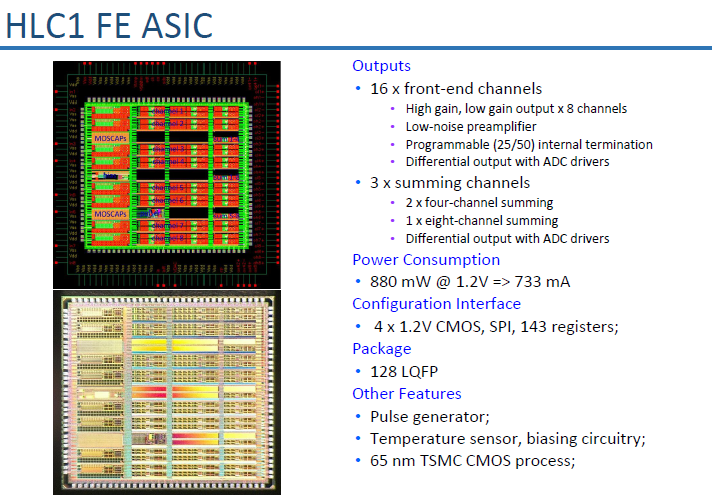 HLC1 FE ASIC
Outputs
• 16 x front-end channels
• High gain, low gain output x 8 channels
• Low-noise preamplifier
• Programmable (25/50) internal termination
• Differential output with ADC drivers
• 3 x summing channels
• 2 x four-channel summing
• 1 x eight-channel summing
• Differential output with ADC drivers
Power Consumption
• 880 mW @ 1.2V => 733 mA
Configuration Interface
• 4 x 1.2V CMOS, SPI, 143 registers;
Package
• 128 LQFP
Other Features
• Pulse generator;
• Temperature sensor, biasing circuitry;
• 65 nm TSMC CMOS process;
MOSCAPs
MOSCAPs